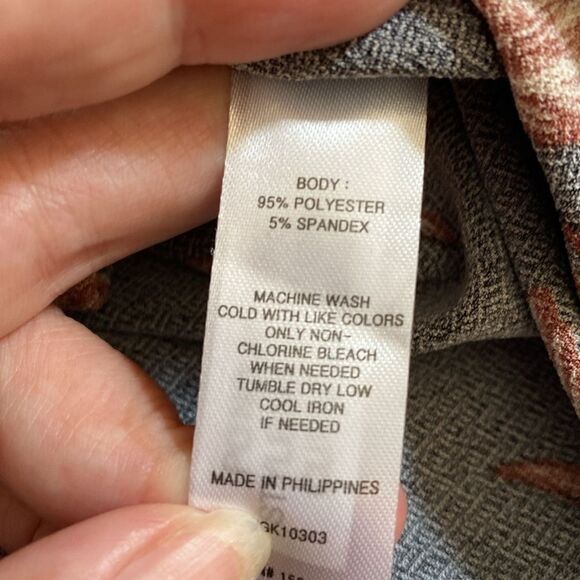 BODY :
95% POLYESTER
5% SPANDEX
MACHINE WASH
COLD WITH LIKE COLORS
ONLY NON-
CHLORINE BLEACH
WHEN NEEDED
TUMBLE DRY LOW
COOL IRON
IF NEEDED
MADE IN PHILIPPINES
GK10303